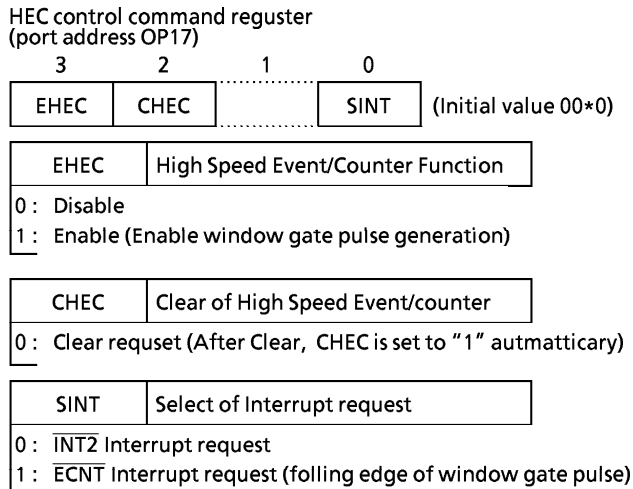 HEC control command reguster
(port address OP17)
3 2 1 0
EHEC CHEC SINT (Initial value 00*0)
EHEC High Speed Event/Counter Function
0 : Disable
1 : Enable (Enable window gate pulse generation)
CHEC Clear of High Speed Event/counter
0 : Clear requset (After Clear, CHEC is set to "1" autmatticary)
SINT Select of Interrupt request
0 : I̅N̅T̅2̅ Interrupt request
1 : E̅C̅N̅T̅ Interrupt request (folling edge of window gate pulse)